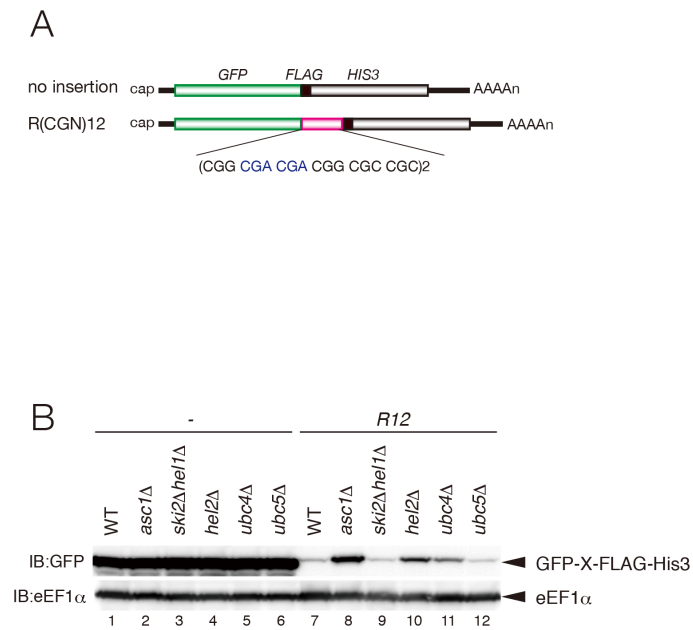 A
GFP FLAG HIS3
no insertion cap AAAAn
R(CGN)12 cap AAAAn
(CGG CGA CGA CGG CGC CGC)2
B
- R12
WT asc1Δ ski2Δhel1Δ hel2Δ ubc4Δ ubc5Δ WT asc1Δ ski2Δhel1Δ hel2Δ ubc4Δ ubc5Δ
IB:GFP GFP-X-FLAG-His3
IB:eEF1α eEF1α
1 2 3 4 5 6 7 8 9 10 11 12